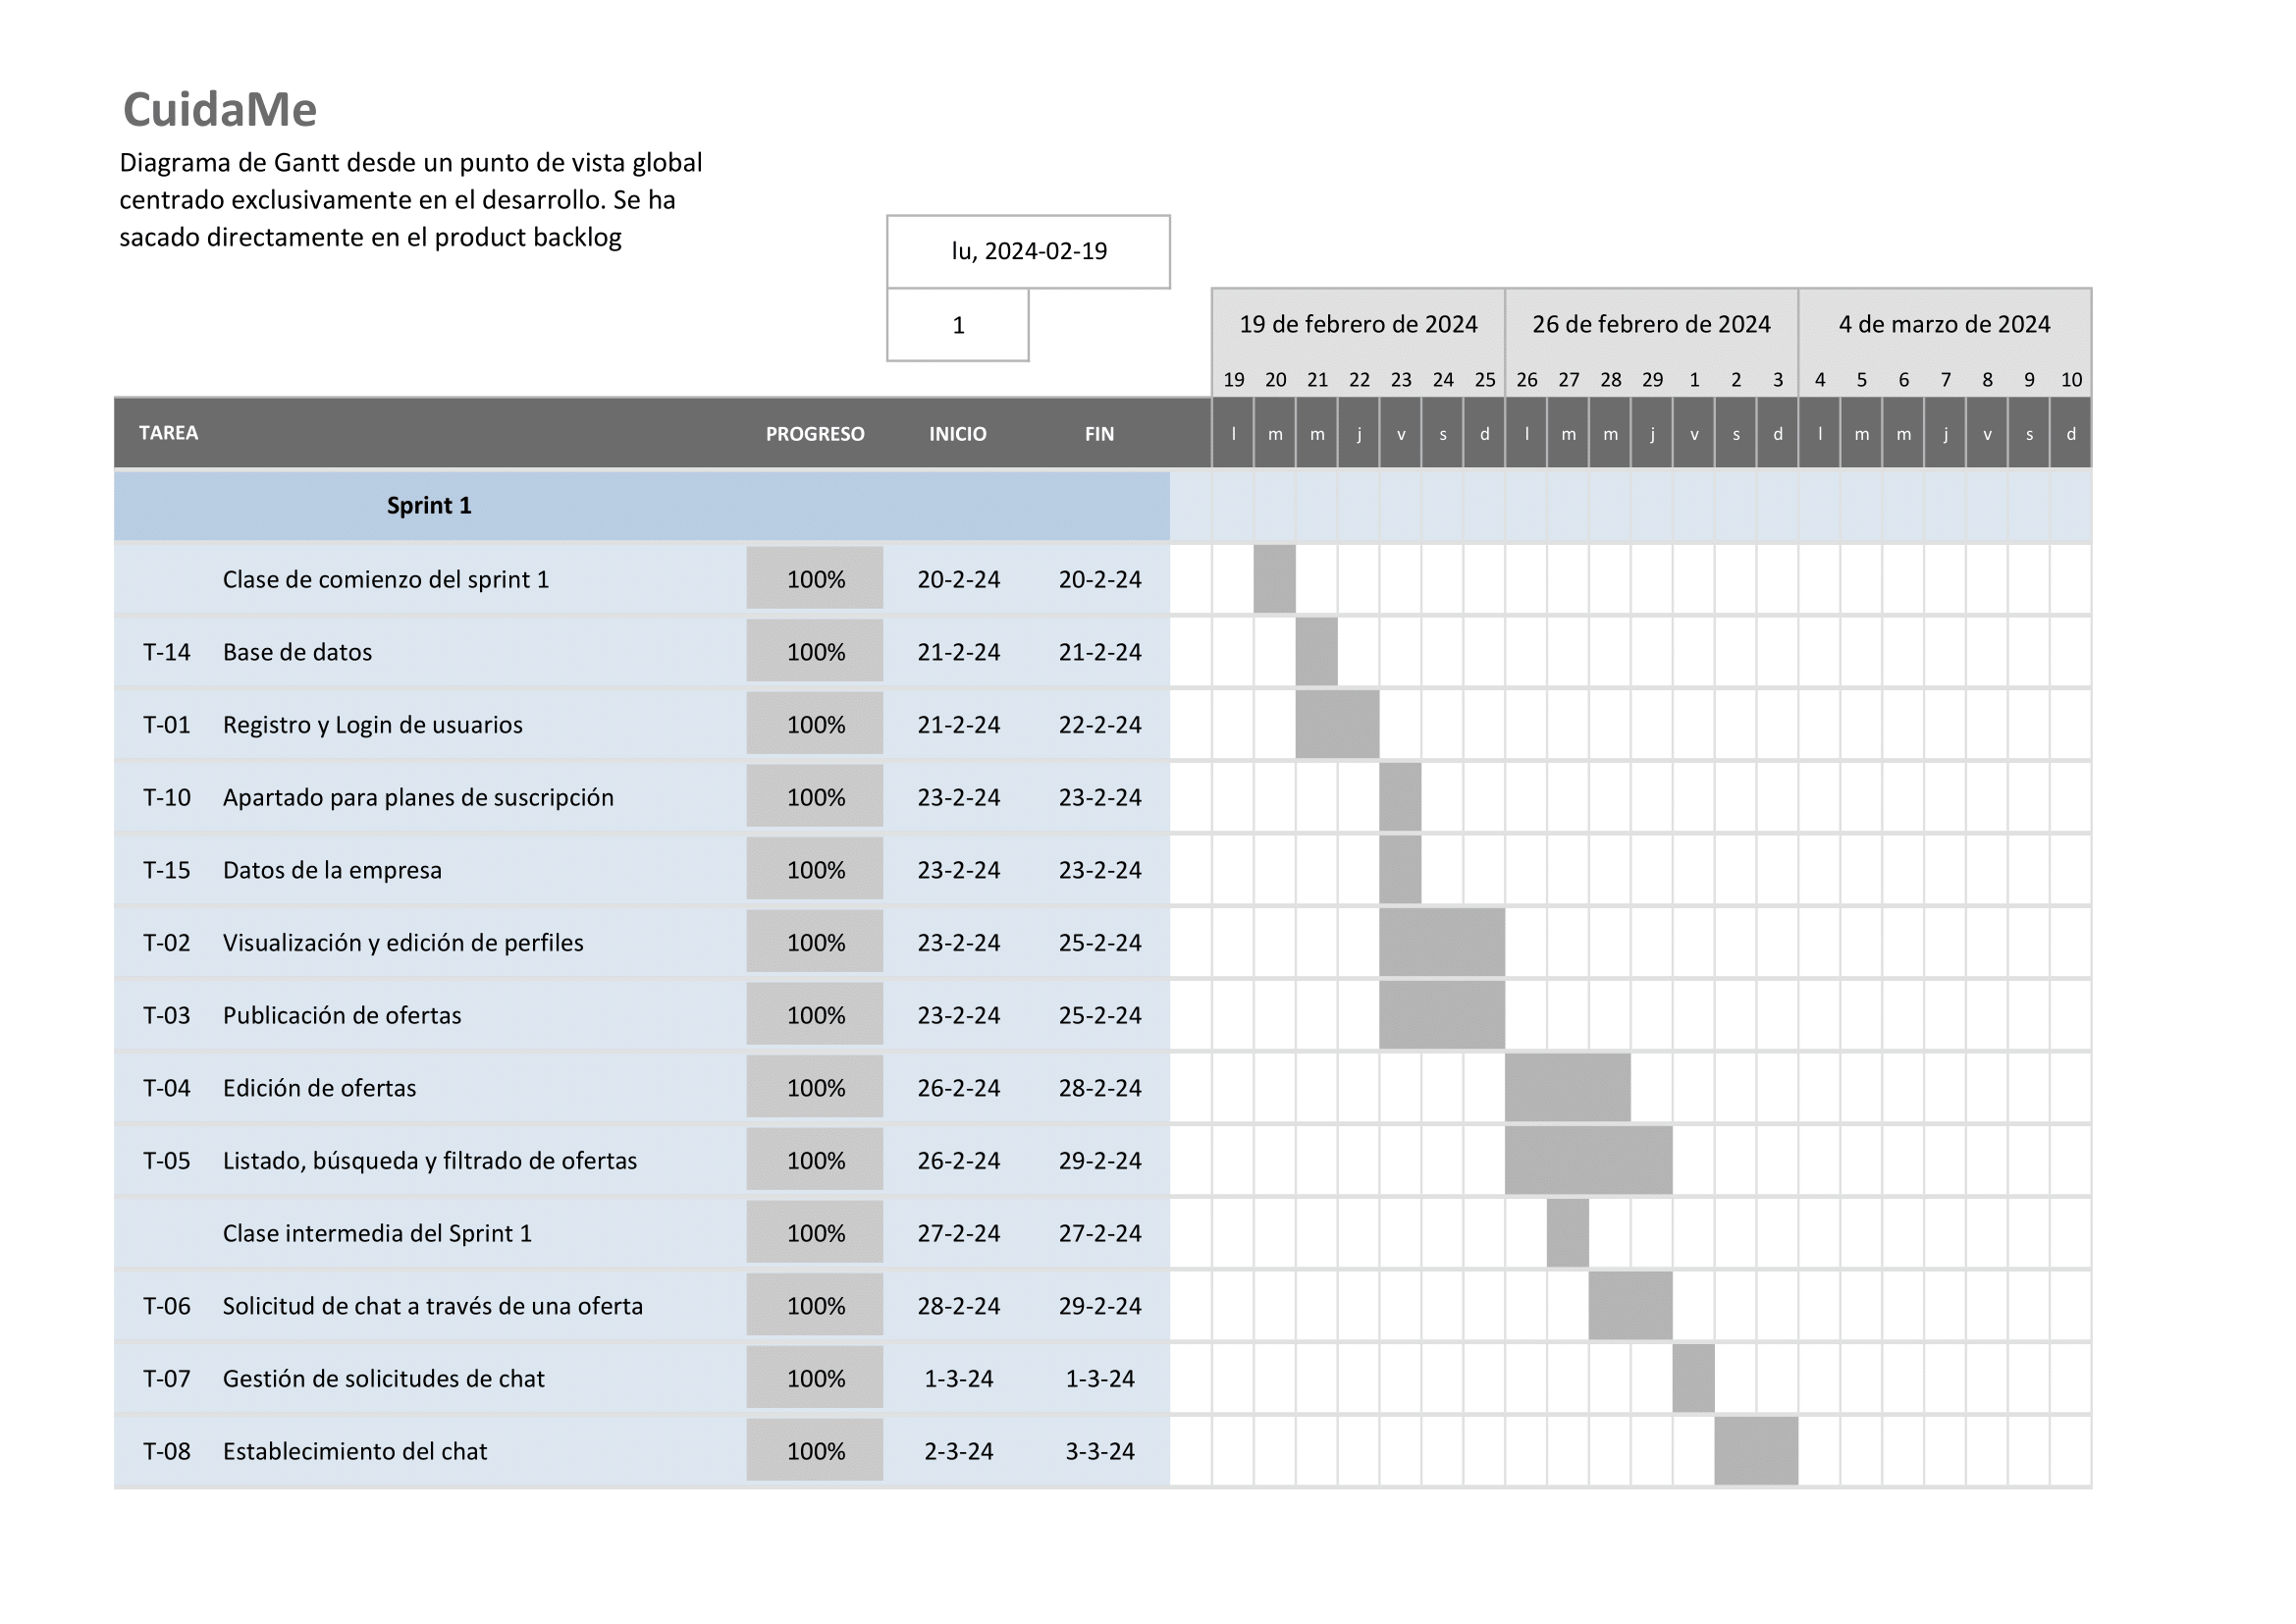 CuidaMe
Diagrama de Gantt desde un punto de vista global
centrado exclusivamente en el desarrollo. Se ha
sacado directamente en el product backlog
lu, 2024-02-19
1
19 de febrero de 2024 26 de febrero de 2024 4 de marzo de 2024
19 20 21 22 23 24 25 26 27 28 29 1 2 3 4 5 6 7 8 9 10
TAREA PROGRESO INICIO FIN l m m j v s d l m m j v s d l m m j v s d
Sprint 1
Clase de comienzo del sprint 1 100% 20-2-24 20-2-24
T-14 Base de datos 100% 21-2-24 21-2-24
T-01 Registro y Login de usuarios 100% 21-2-24 22-2-24
T-10 Apartado para planes de suscripción 100% 23-2-24 23-2-24
T-15 Datos de la empresa 100% 23-2-24 23-2-24
T-02 Visualización y edición de perfiles 100% 23-2-24 25-2-24
T-03 Publicación de ofertas 100% 23-2-24 25-2-24
T-04 Edición de ofertas 100% 26-2-24 28-2-24
T-05 Listado, búsqueda y filtrado de ofertas 100% 26-2-24 29-2-24
Clase intermedia del Sprint 1 100% 27-2-24 27-2-24
T-06 Solicitud de chat a través de una oferta 100% 28-2-24 29-2-24
T-07 Gestión de solicitudes de chat 100% 1-3-24 1-3-24
T-08 Establecimiento del chat 100% 2-3-24 3-3-24